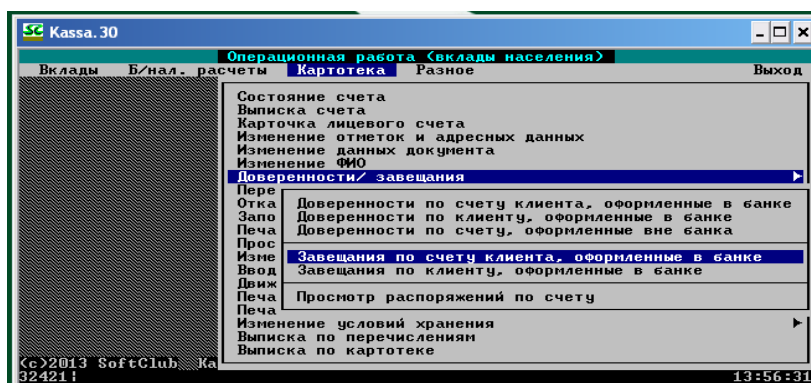 SC Kassa.30
Операционная работа (вклады населения)
Вклады Б/нал. расчеты Картотека Разное Выход
Состояние счета
Выписка счета
Карточка лицевого счета
Изменение отметок и адресных данных
Изменение данных документа
Изменение ФИО
Доверенности/ завещания
Пере
Отка Доверенности по счету клиента, оформленные в банке
Запо Доверенности по клиенту, оформленные в банке
Печа Доверенности по счету, оформленные вне банка
Прос
Изме Завещания по счету клиента, оформленные в банке
Ввод Завещания по клиенту, оформленные в банке
Движ
Печа Просмотр распоряжений по счету
Печа
Изменение условий хранения
Выписка по перечислениям
Выписка по картотеке
(c)2013 SoftClub Ка
32421 13:56:31